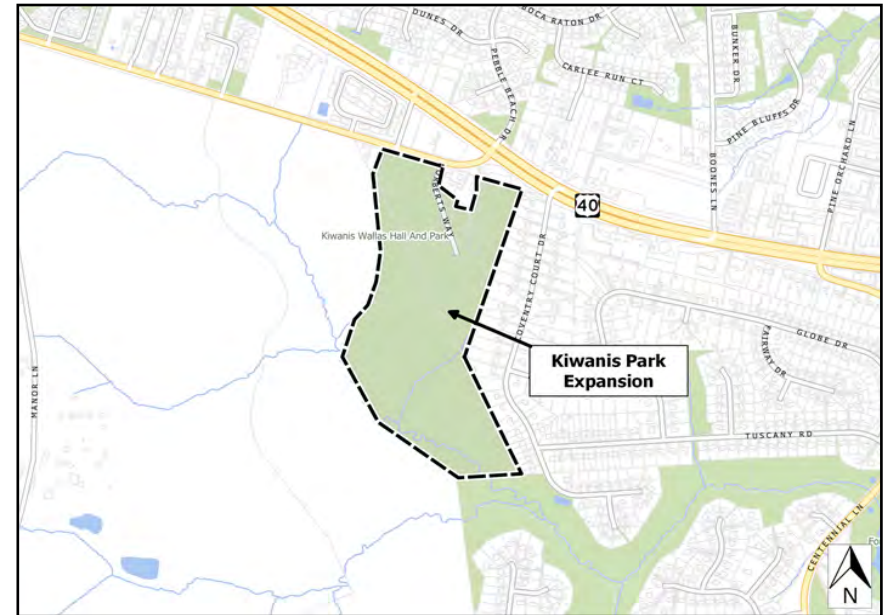 DUNES DR
BOCA RATON DR
PEBBLE BEACH DR
CARLEE RUN CT
BUNKER DR
PINE BLUFFS DR
BOONES LN
PINE ORCHARD LN
40
Kiwanis Wallas Hall And Park
OVENTRY COURT DR
GLOBE DR
FAIRWAY DR
Kiwanis Park
Expansion
MANOR LN
TUSCANY RD
CENTENNIAL LN
N